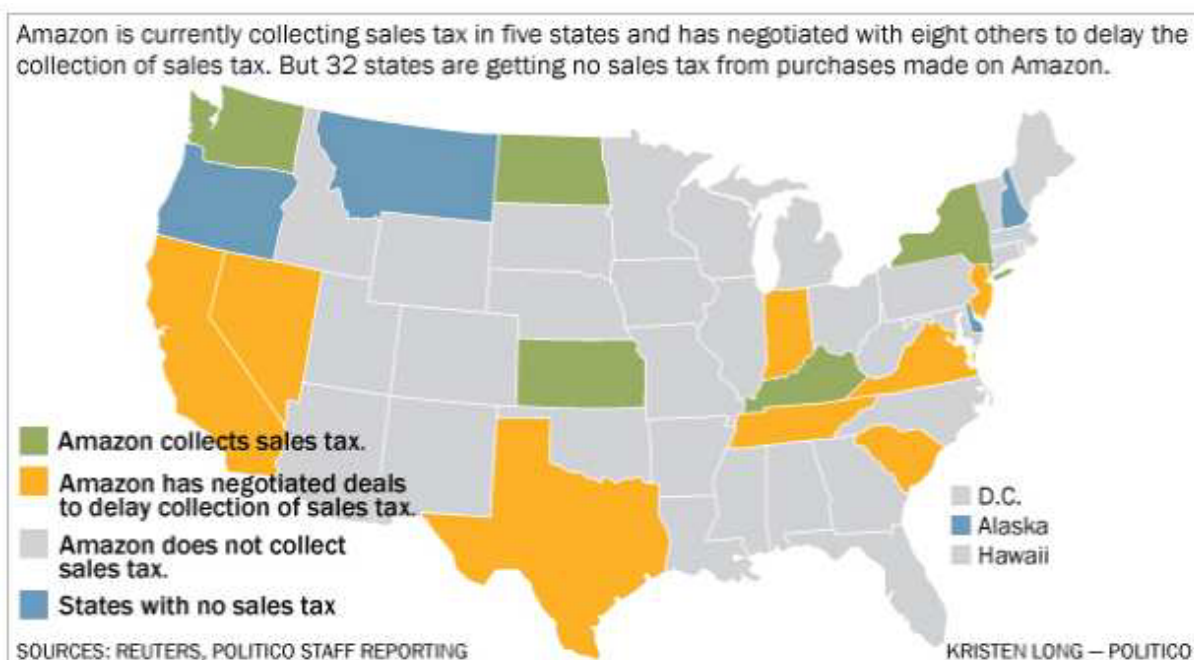 Amazon is currently collecting sales tax in five states and has negotiated with eight others to delay the
collection of sales tax. But 32 states are getting no sales tax from purchases made on Amazon.
Amazon collects sales tax.
Amazon has negotiated deals
to delay collection of sales tax.
Amazon does not collect
sales tax.
States with no sales tax
D.C.
Alaska
Hawaii
SOURCES: REUTERS, POLITICO STAFF REPORTING
KRISTEN LONG — POLITICO